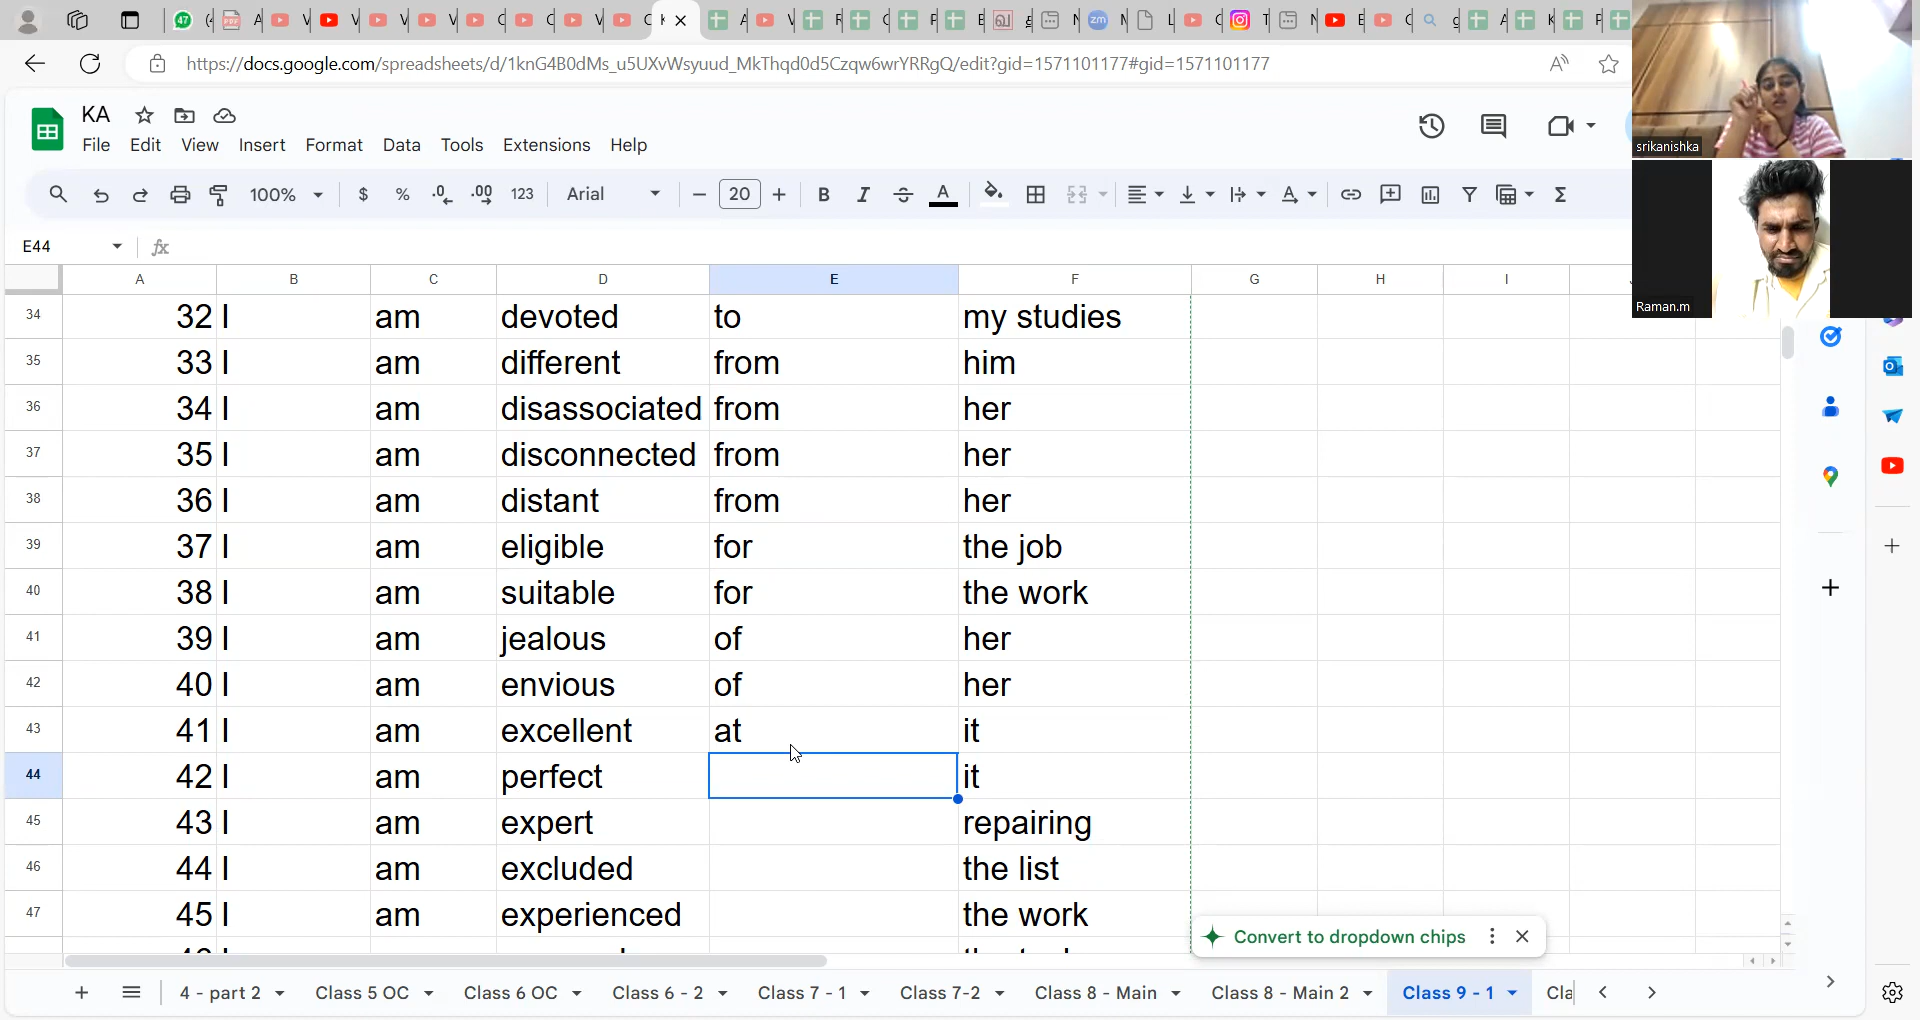 47
https://docs.google.com/spreadsheets/d/1knG4B0dMs_u5UXvWsyuud_MkThqd0d5Czqw6wrYRRgQ/edit?gid=1571101177#gid=1571101177
KA
File Edit View Insert Format Data Tools Extensions Help
100% $ % .0 .00 123 Arial 20 B I A Σ
E44 fx
A B C D E F G H I
34 32 I am devoted to my studies
35 33 I am different from him
36 34 I am disassociated from her
37 35 I am disconnected from her
38 36 I am distant from her
39 37 I am eligible for the job
40 38 I am suitable for the work
41 39 I am jealous of her
42 40 I am envious of her
43 41 I am excellent at it
44 42 I am perfect it
45 43 I am expert repairing
46 44 I am excluded the list
47 45 I am experienced the work
Convert to dropdown chips
4 - part 2 Class 5 OC Class 6 OC Class 6 - 2 Class 7 - 1 Class 7-2 Class 8 - Main Class 8 - Main 2 Class 9 - 1 Cla
srikanishka
Raman.m